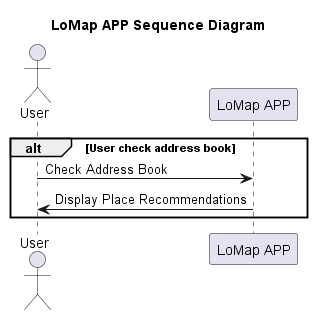 LoMap APP Sequence Diagram
User
LoMap APP
alt [User check address book]
Check Address Book
Display Place Recommendations
User
LoMap APP